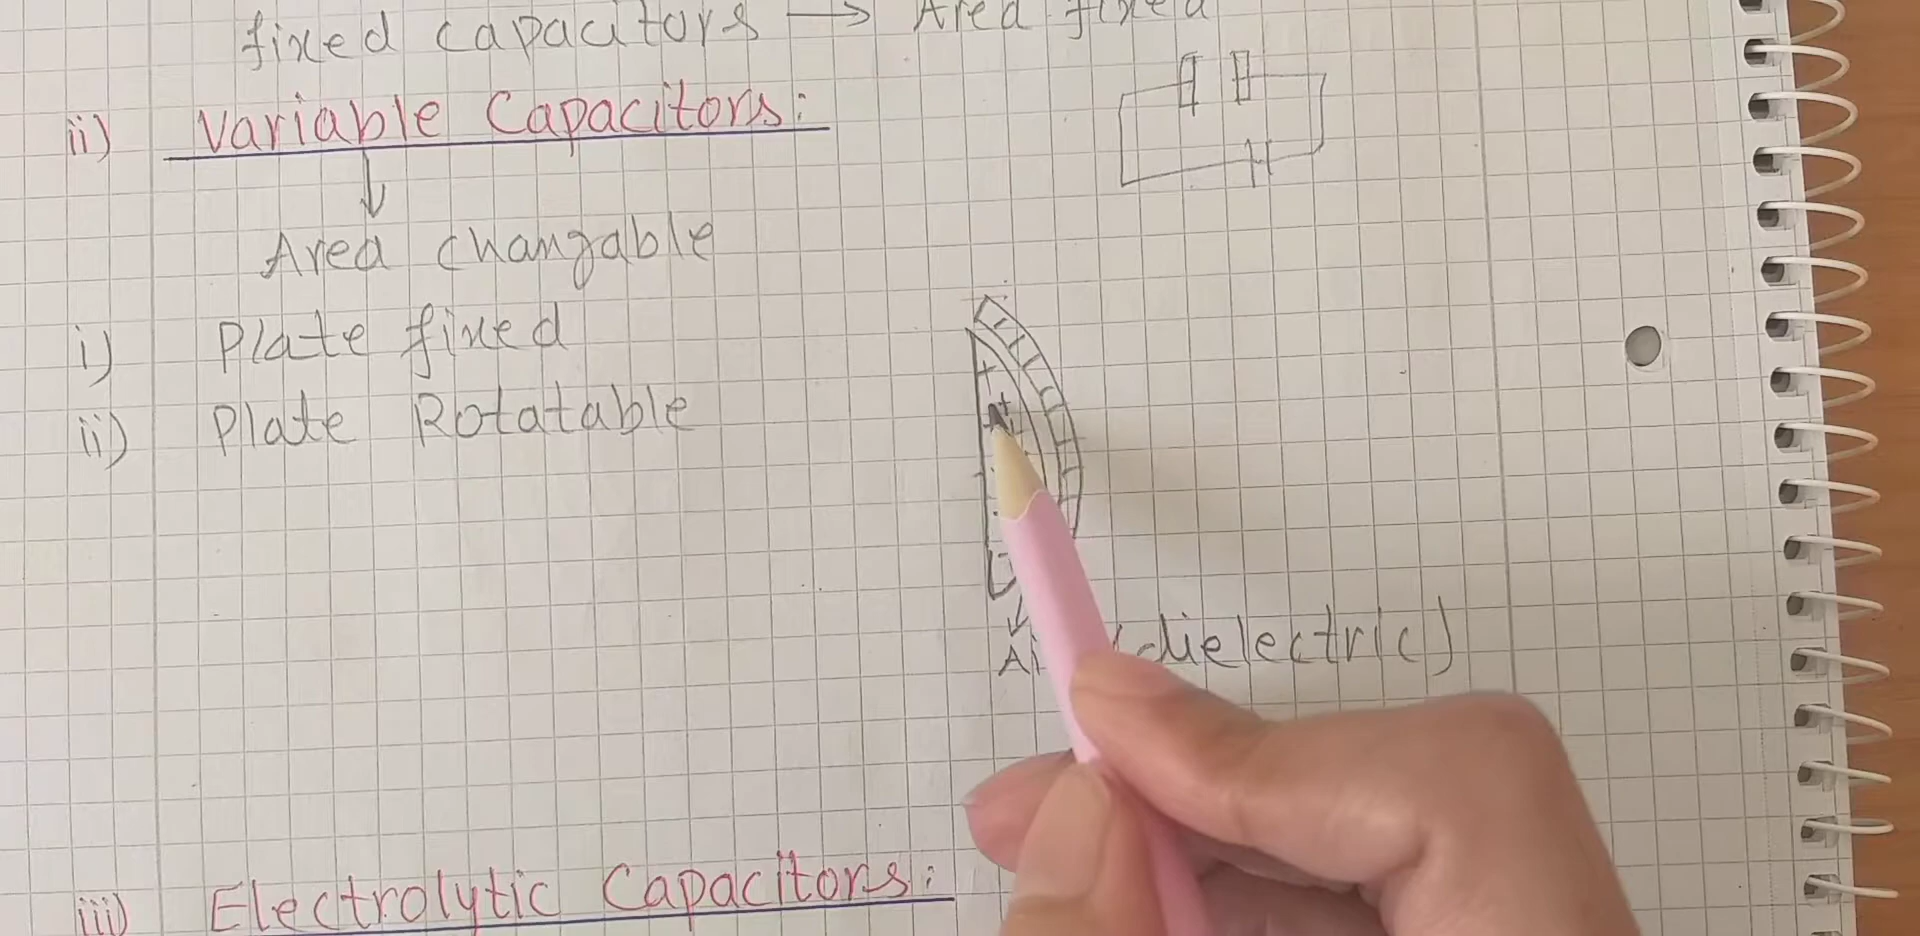 fixed capacitors → Area fixed
ii) Variable Capacitors:
Area changable
i) Plate fixed
ii) Plate Rotatable
(dielectric)
iii) Electrolytic Capacitors: